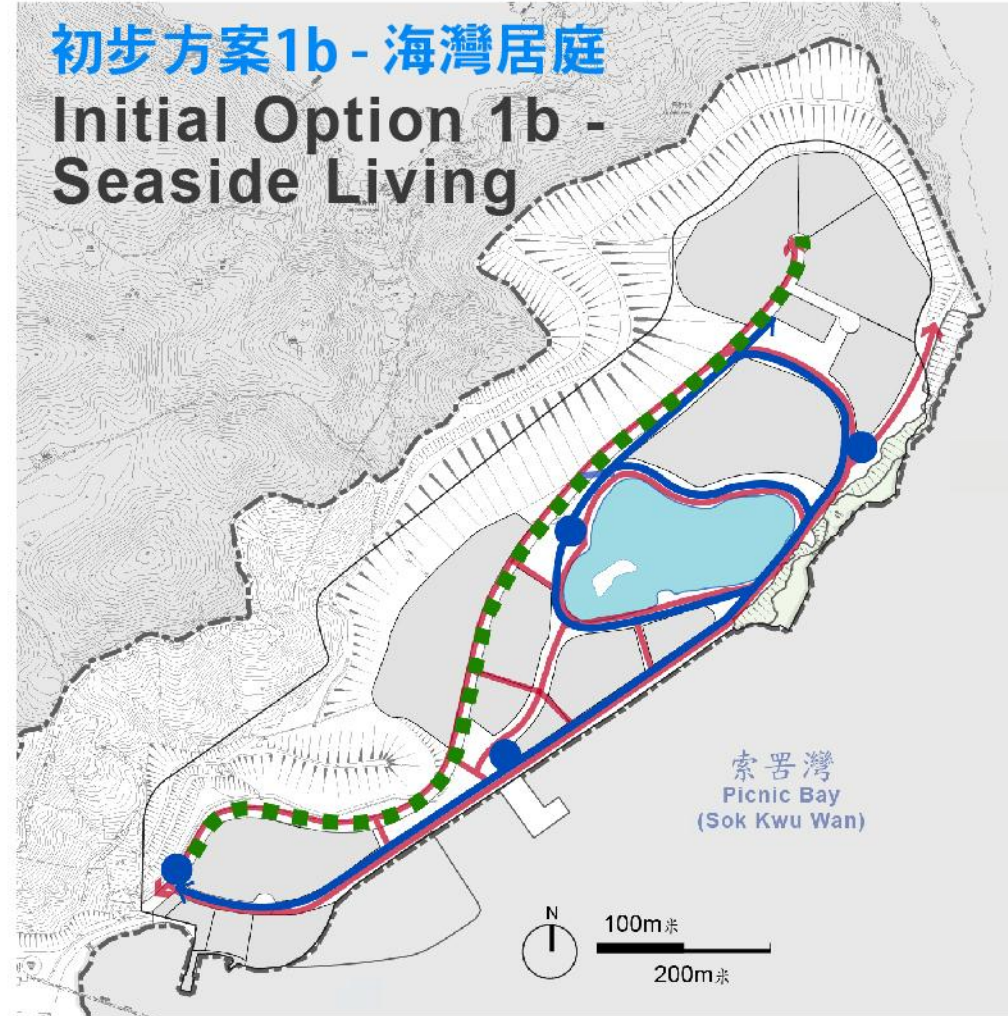 初步方案1b - 海灣居庭
Initial Option 1b -
Seaside Living
索罟灣
Picnic Bay
(Sok Kwu Wan)
N
100m米
200m米